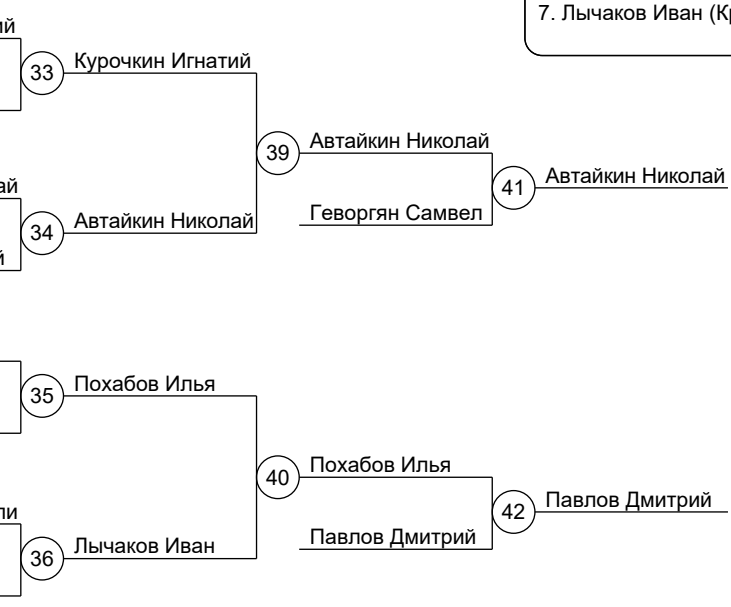 7. Лычаков Иван
33
Курочкин Игнатий
39
Автайкин Николай
41
Автайкин Николай
Геворгян Самвел
34
Автайкин Николай
35
Похабов Илья
40
Похабов Илья
42
Павлов Дмитрий
Павлов Дмитрий
36
Лычаков Иван